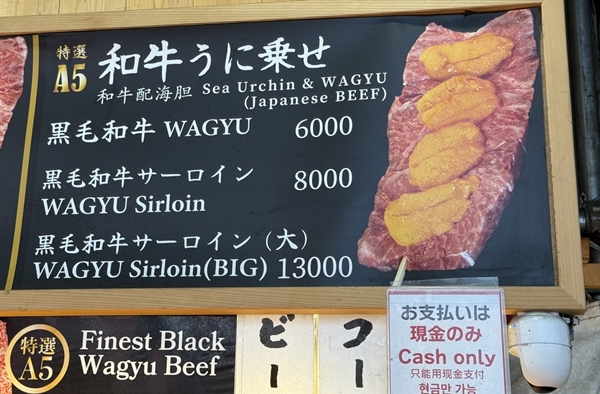 特選
A5
和牛うに乗せ
和牛配海胆 Sea Urchin & WAGYU
(Japanese BEEF)
黒毛和牛 WAGYU 6000
黒毛和牛サーロイン
WAGYU Sirloin 8000
黒毛和牛サーロイン（大）
WAGYU Sirloin(BIG) 13000
特選
A5
Finest Black
Wagyu Beef
ビー
コー
お支払いは
現金のみ
Cash only
只能用现金支付
현금만 가능